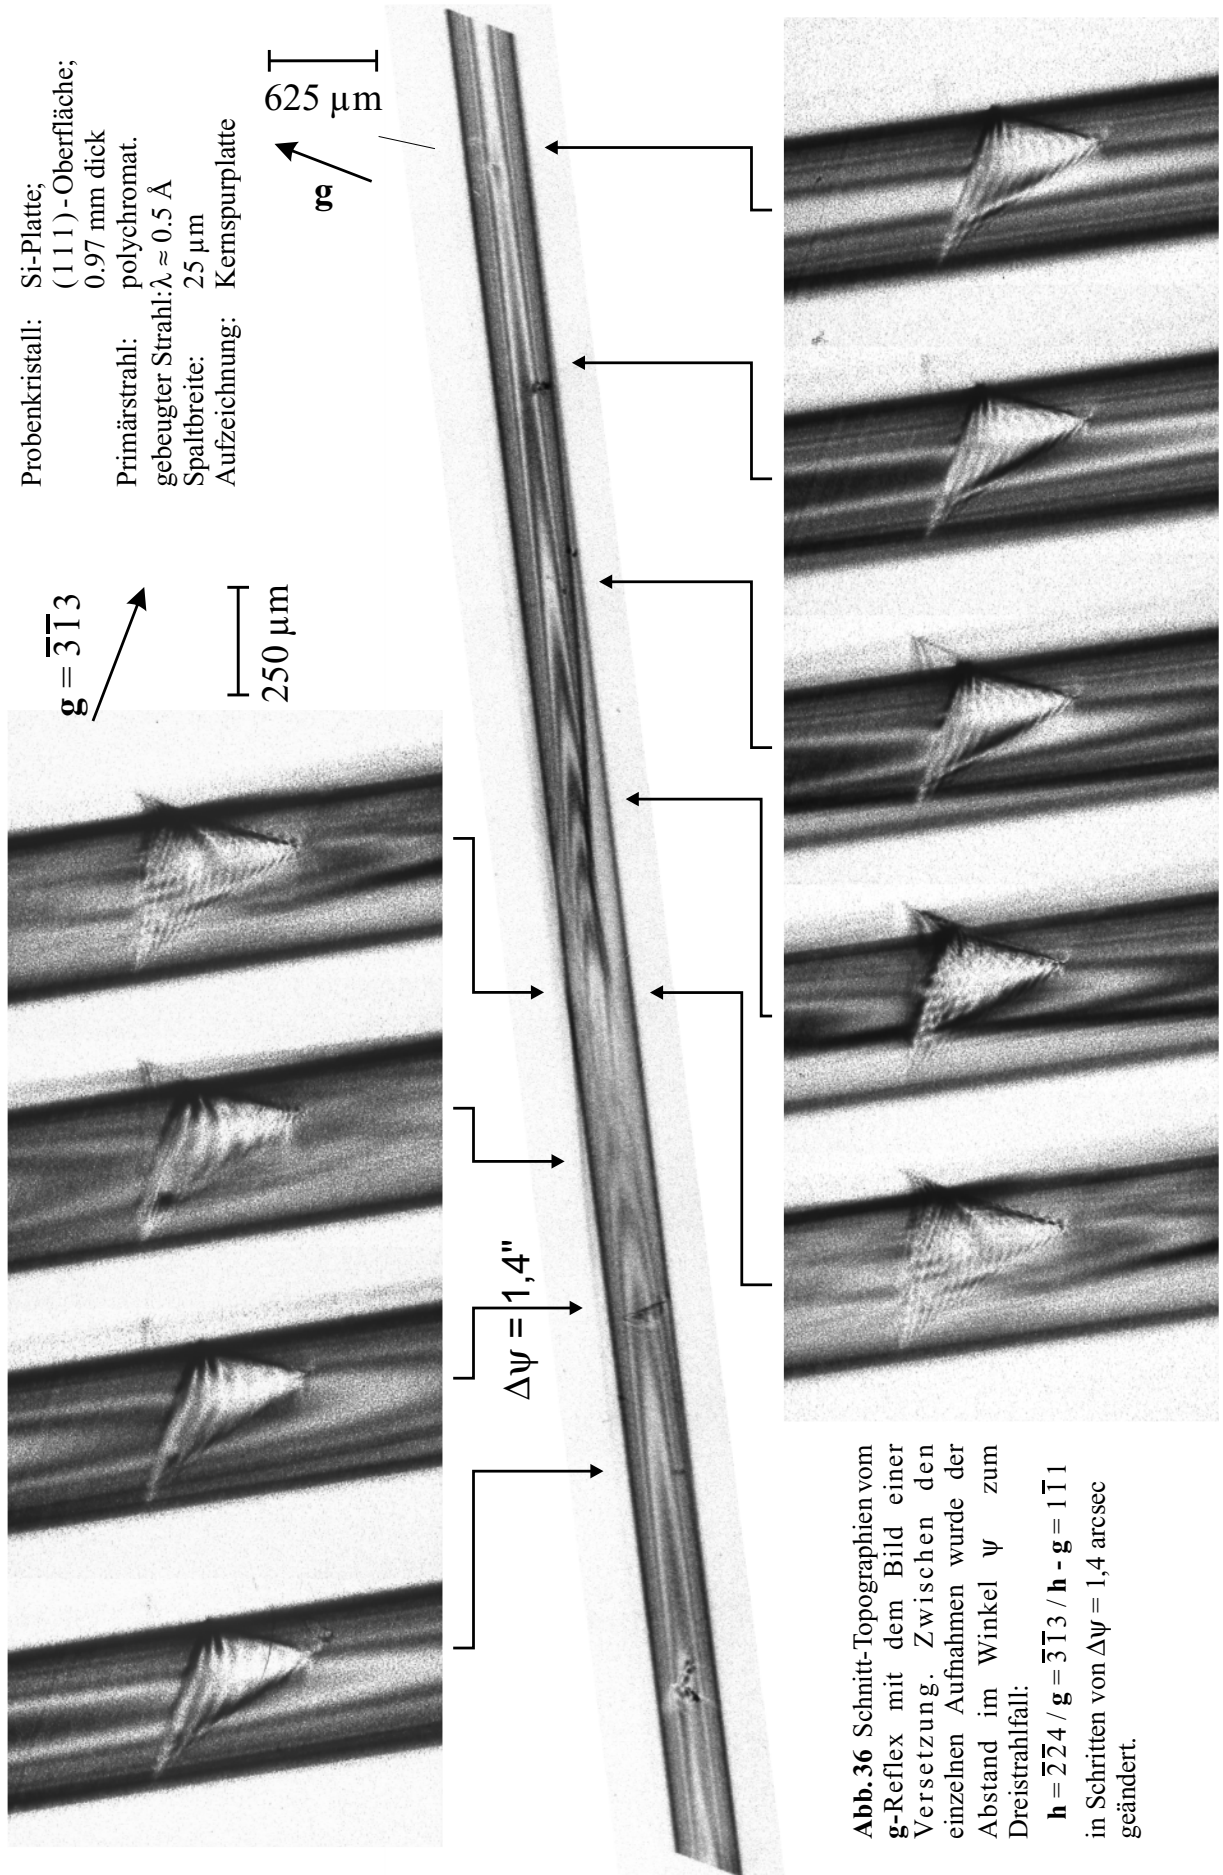 Probenkristall: Si-Platte;
(111)-Oberfläche;
0.97 mm dick
Primärstrahl: polychromat.
gebeugter Strahl: λ ≈ 0.5 Å
Spaltbreite: 25 µm
Aufzeichnung: Kernspurplatte
625 µm
g
g = 3̅1̅3
250 µm
Δψ = 1,4"
Abb.36 Schnitt-Topographien vom
g-Reflex mit dem Bild einer
Versetzung. Zwischen den
einzelnen Aufnahmen wurde der
Abstand im Winkel ψ zum
Dreistrahlfall:
h = 2̅2̅4 / g = 3̅1̅3 / h - g = 11̅1
in Schritten von Δψ = 1,4 arcsec
geändert.